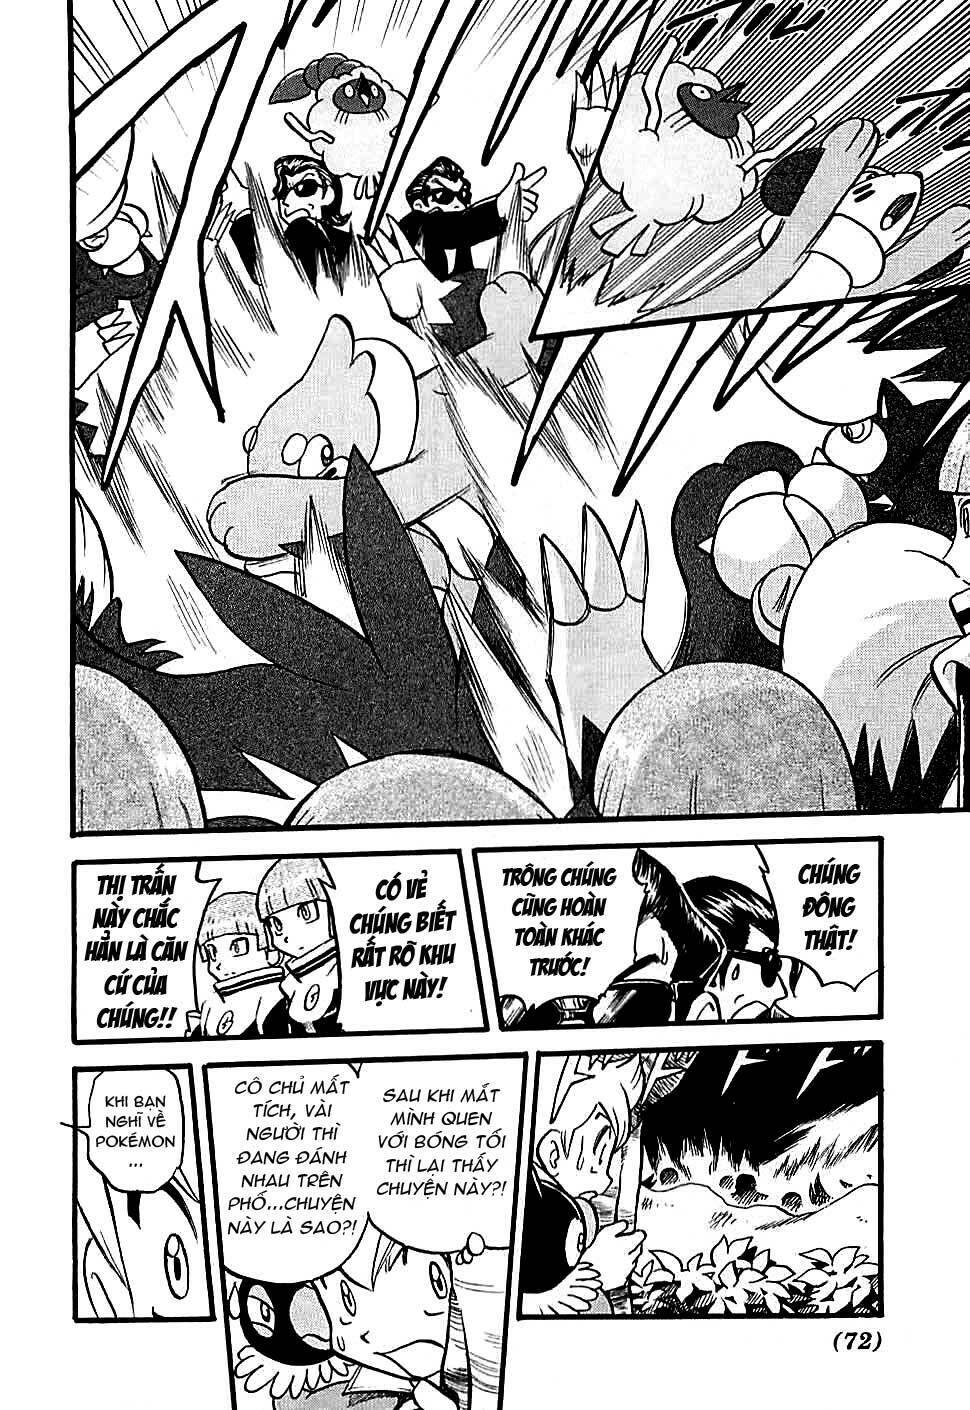 CHÚNG
ĐÔNG
THẬT!
TRÔNG CHÚNG
CŨNG HOÀN
TOÀN KHÁC
TRƯỚC!
CÓ VẺ
CHÚNG BIẾT
RẤT RÕ KHU
VỰC NÀY!
THỊ TRẤN
NÀY CHẮC
HẲN LÀ CĂN
CỨ CỦA
CHÚNG!!
ド
ド
SAU KHI MẮT
MÌNH QUEN
VỚI BÓNG TỐI
THÌ LẠI THẤY
CHUYỆN NÀY?!
CÔ CHỦ MẤT
TÍCH, VÀI
NGƯỜI THÌ
ĐANG ĐÁNH
NHAU TRÊN
PHỐ...CHUYỆN
NÀY LÀ SAO?!
KHI BẠN
NGHĨ VỀ
POKÉMON
...
(72)